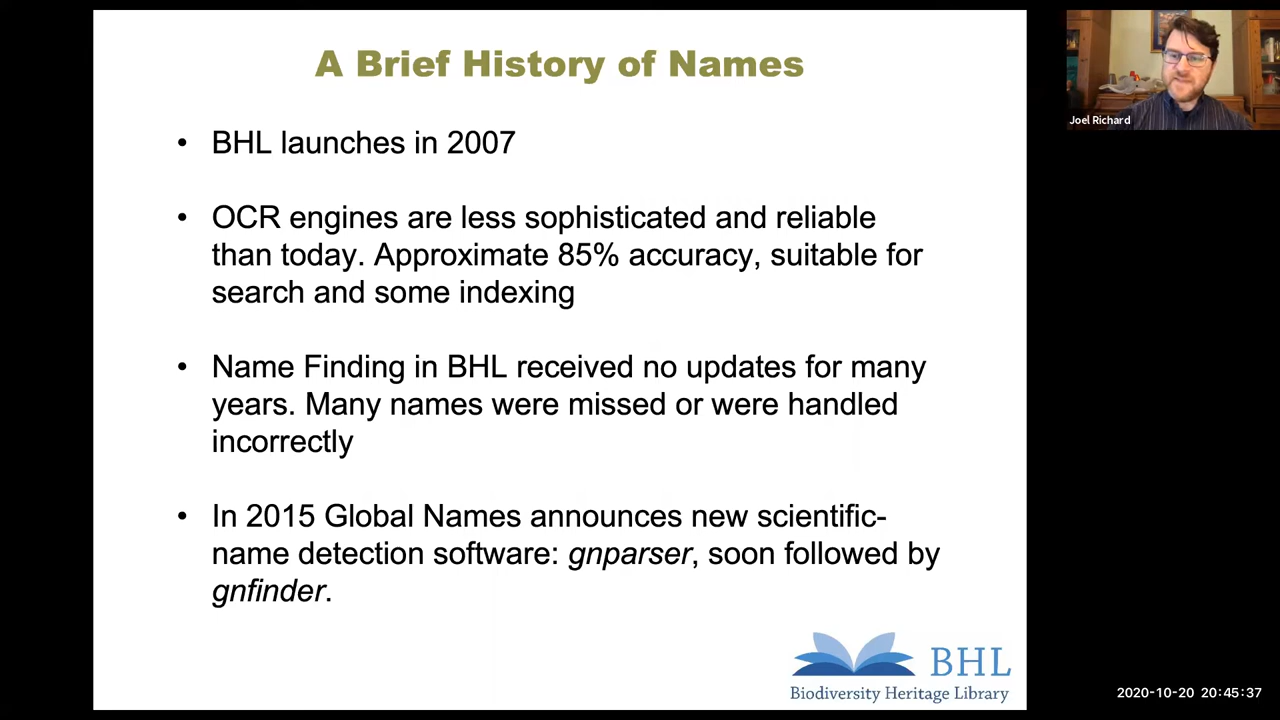 A Brief History of Names
• BHL launches in 2007
• OCR engines are less sophisticated and reliable
than today. Approximate 85% accuracy, suitable for
search and some indexing
• Name Finding in BHL received no updates for many
years. Many names were missed or were handled
incorrectly
• In 2015 Global Names announces new scientific-
name detection software: gnparser, soon followed by
gnfinder.
BHL
Biodiversity Heritage Library
Joel Richard
2020-10-20 20:45:37